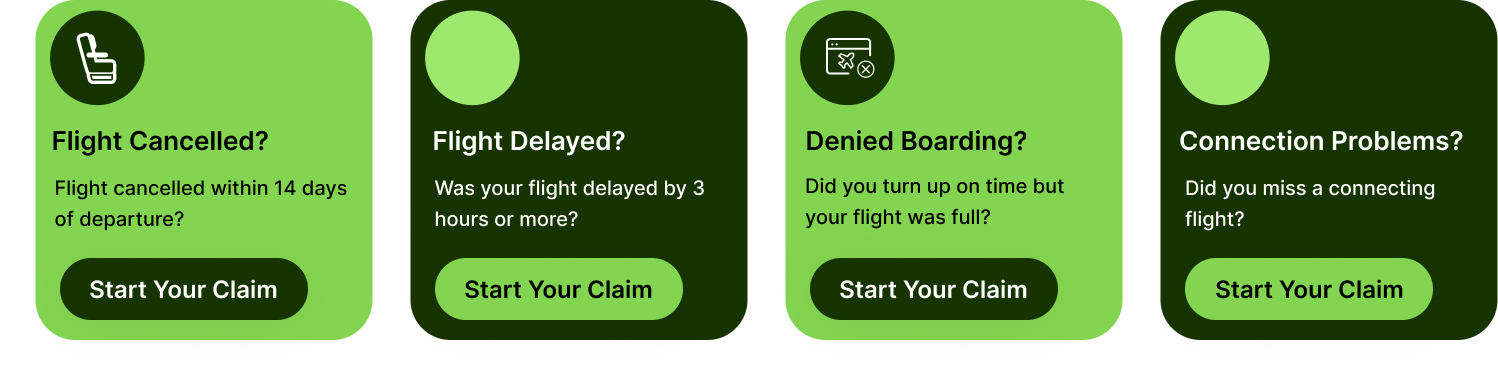 Flight Cancelled?
Flight cancelled within 14 days
of departure?
Start Your Claim
Flight Delayed?
Was your flight delayed by 3
hours or more?
Start Your Claim
Denied Boarding?
Did you turn up on time but
your flight was full?
Start Your Claim
Connection Problems?
Did you miss a connecting
flight?
Start Your Claim